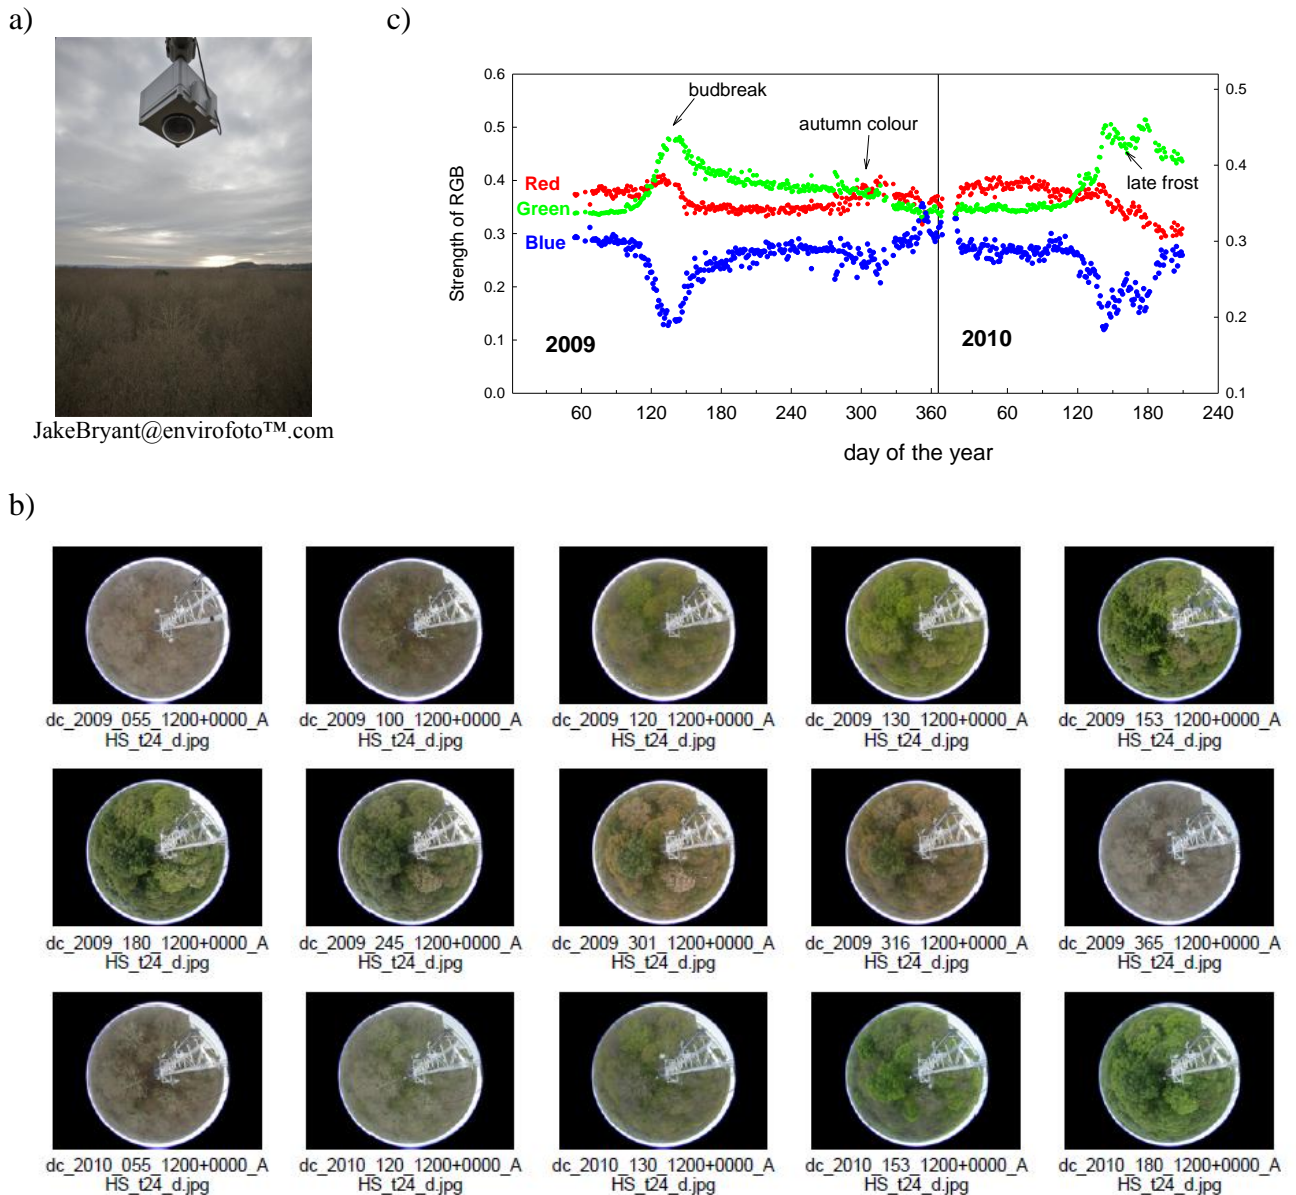 a)
JakeBryant@envirofoto™.com
c)
0.6
0.5
0.4
0.3
0.2
0.1
0.0
Strength of RGB
0.5
0.4
0.3
0.2
0.1
budbreak
autumn colour
late frost
Red
Green
Blue
2009
2010
60 120 180 240 300 360 60 120 180 240
day of the year
b)
dc_2009_055_1200+0000_A
HS_t24_d.jpg
dc_2009_100_1200+0000_A
HS_t24_d.jpg
dc_2009_120_1200+0000_A
HS_t24_d.jpg
dc_2009_130_1200+0000_A
HS_t24_d.jpg
dc_2009_153_1200+0000_A
HS_t24_d.jpg
dc_2009_180_1200+0000_A
HS_t24_d.jpg
dc_2009_245_1200+0000_A
HS_t24_d.jpg
dc_2009_301_1200+0000_A
HS_t24_d.jpg
dc_2009_316_1200+0000_A
HS_t24_d.jpg
dc_2009_365_1200+0000_A
HS_t24_d.jpg
dc_2010_055_1200+0000_A
HS_t24_d.jpg
dc_2010_120_1200+0000_A
HS_t24_d.jpg
dc_2010_130_1200+0000_A
HS_t24_d.jpg
dc_2010_153_1200+0000_A
HS_t24_d.jpg
dc_2010_180_1200+0000_A
HS_t24_d.jpg